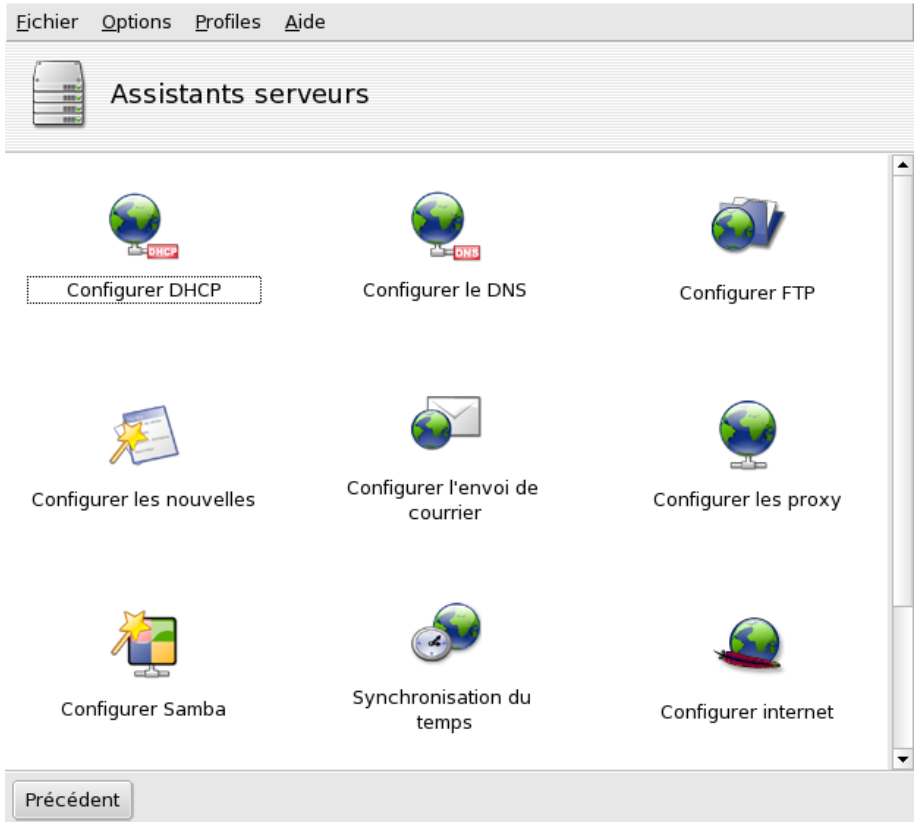 Fichier Options Profiles Aide
Assistants serveurs
DHCP
DNS
Configurer DHCP
Configurer le DNS
Configurer FTP
Configurer les nouvelles
Configurer l'envoi de
courrier
Configurer les proxy
Configurer Samba
Synchronisation du
temps
Configurer internet
Précédent